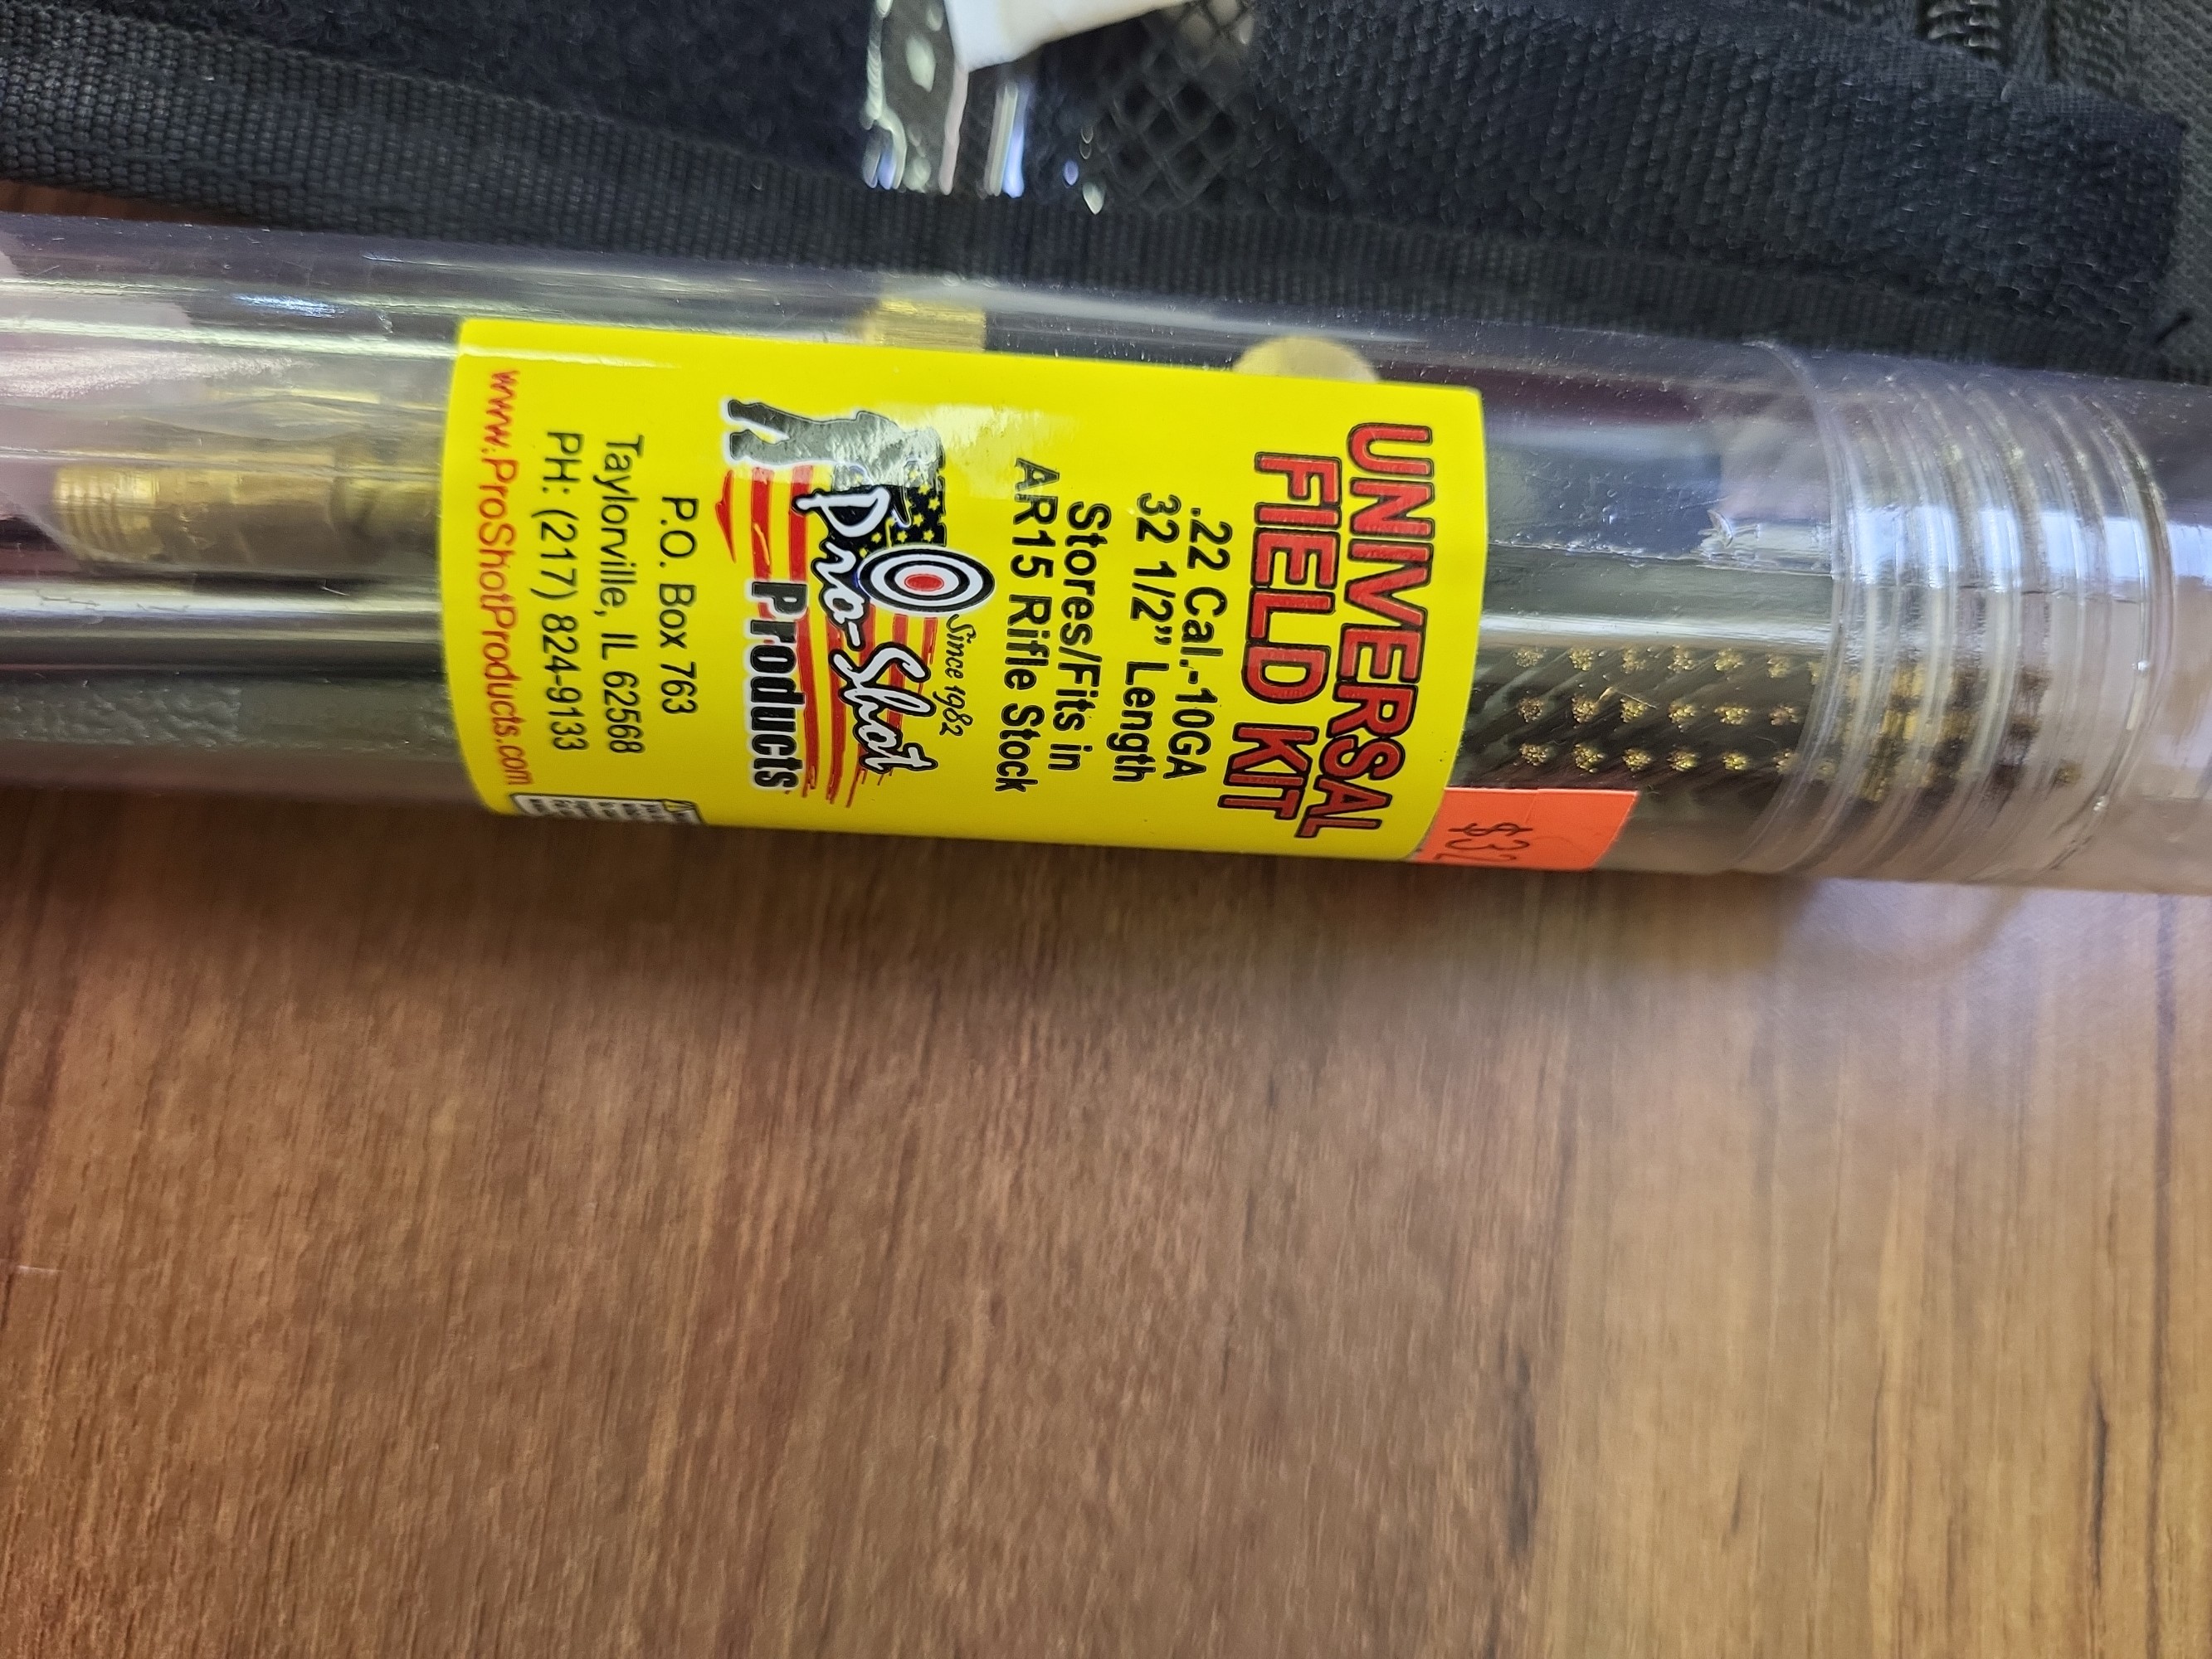 UNIVERSAL
FIELD KIT
.22 Cal.-10GA
32 1/2” Length
Stores/Fits in
AR15 Rifle Stock
Since 1982
Pro-Shot
Products
P.O. Box 763
Taylorville, IL 62568
PH: (217) 824-9133
www.ProShotProducts.com